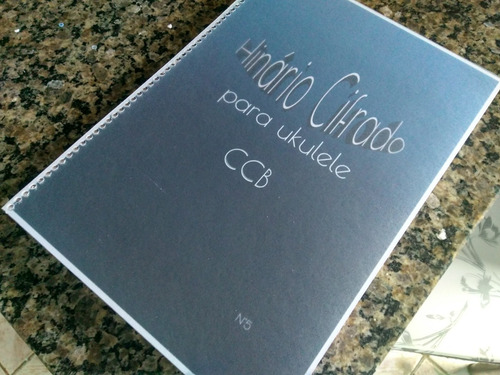 Hinário Cifrado
para ukulele
CCB
Nº5